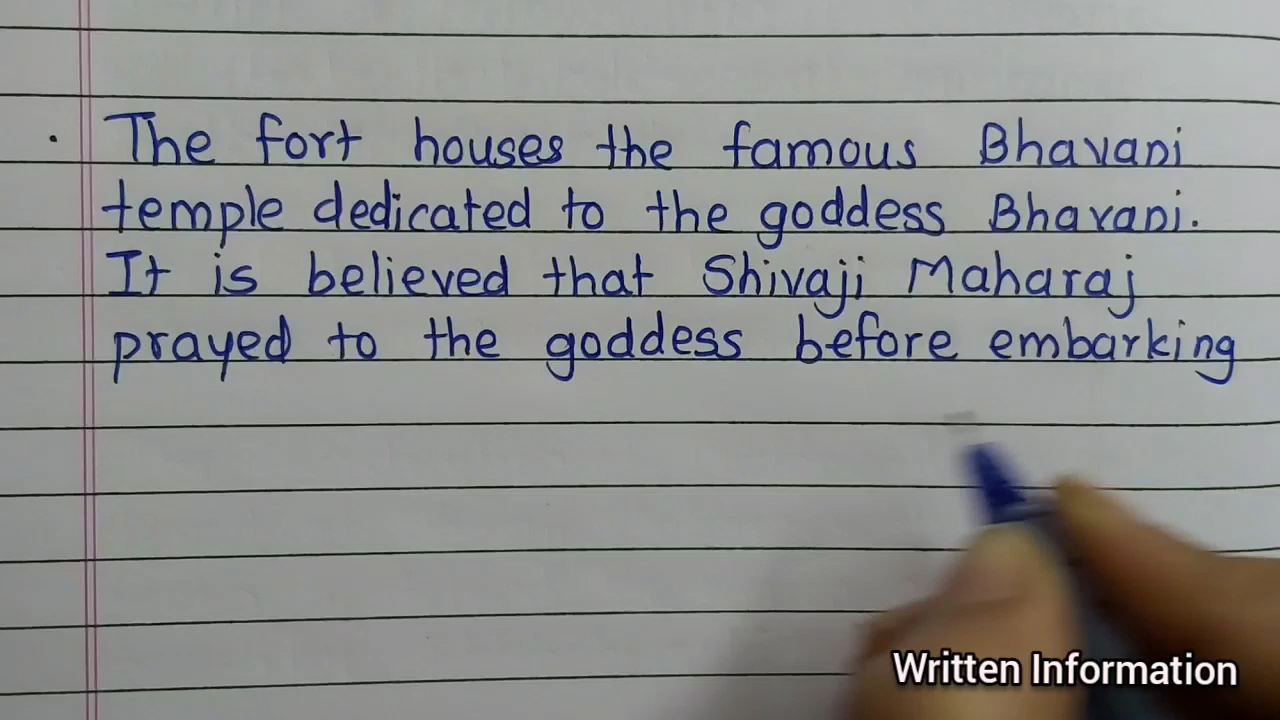 . The fort houses the famous Bhavani
temple dedicated to the goddess Bhavani.
It is believed that Shivaji Maharaj
prayed to the goddess before embarking
Written Information